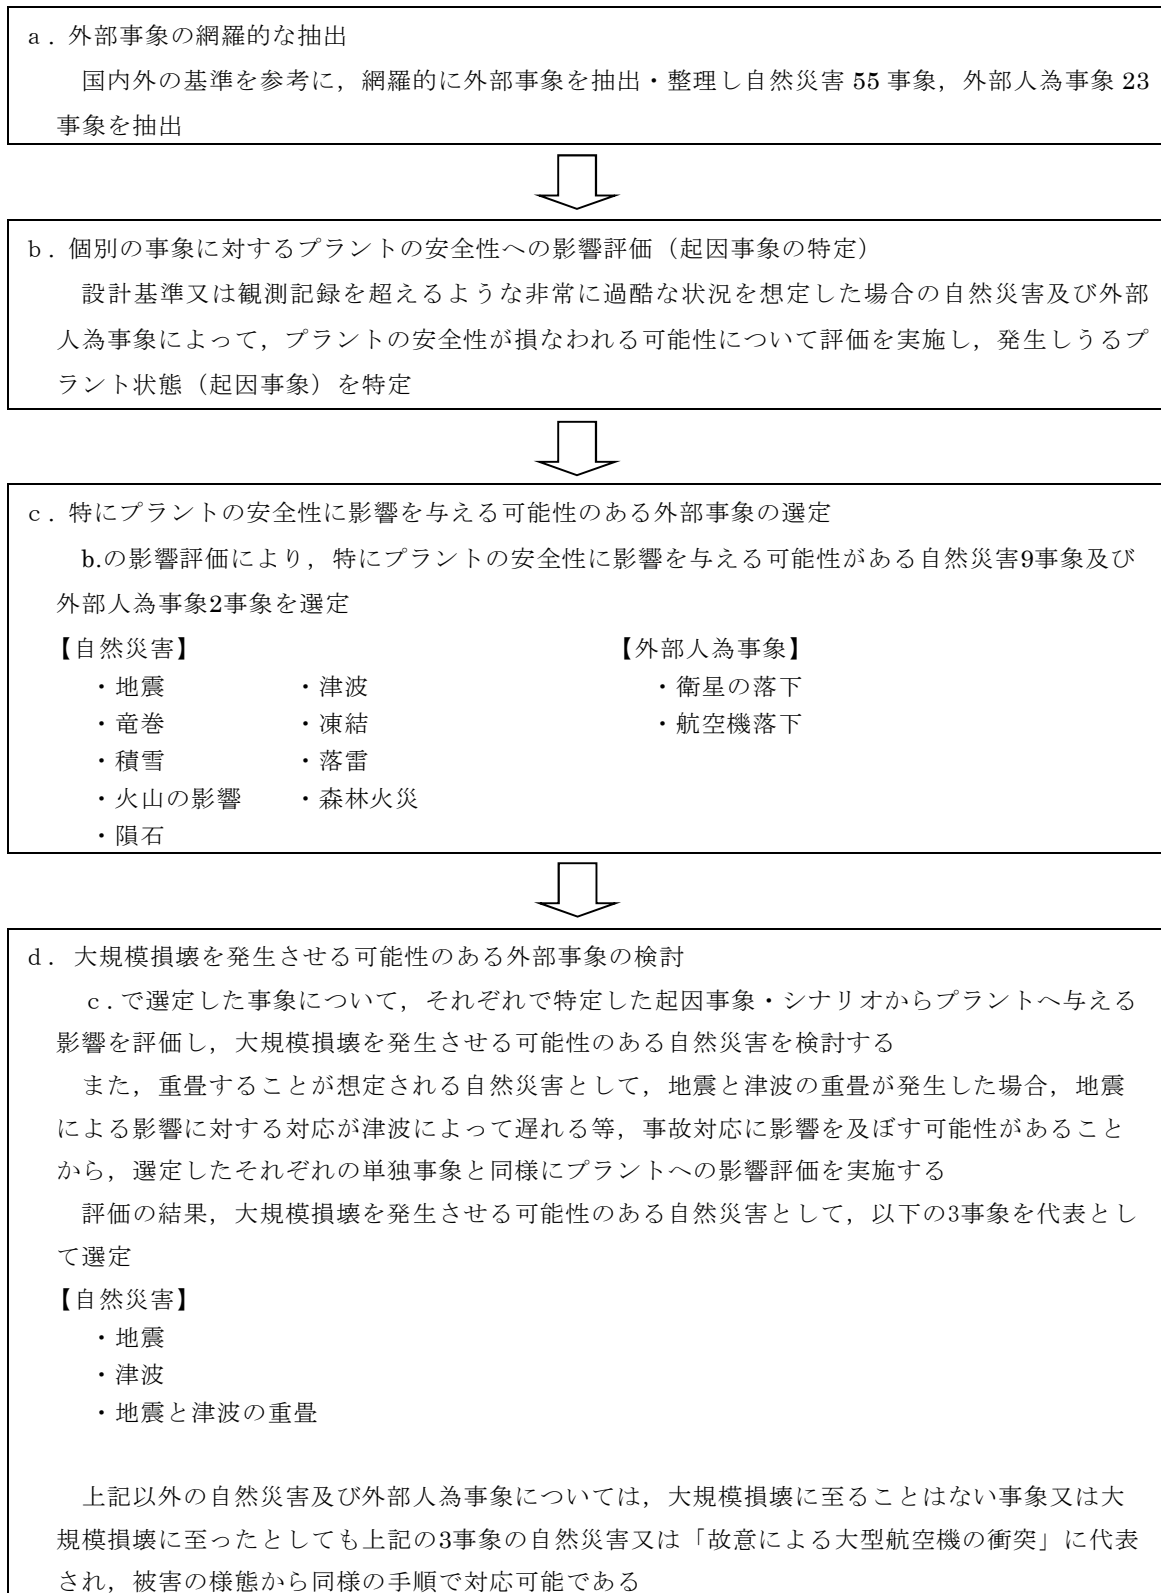 ａ．外部事象の網羅的な抽出
国内外の基準を参考に，網羅的に外部事象を抽出・整理し自然災害 55 事象，外部人為事象 23
事象を抽出
ｂ．個別の事象に対するプラントの安全性への影響評価（起因事象の特定）
設計基準又は観測記録を超えるような非常に過酷な状況を想定した場合の自然災害及び外部
人為事象によって，プラントの安全性が損なわれる可能性について評価を実施し，発生しうるプ
ラント状態（起因事象）を特定
ｃ．特にプラントの安全性に影響を与える可能性のある外部事象の選定
b.の影響評価により，特にプラントの安全性に影響を与える可能性がある自然災害9事象及び
外部人為事象2事象を選定
【自然災害】 【外部人為事象】
・地震 ・津波 ・衛星の落下
・竜巻 ・凍結 ・航空機落下
・積雪 ・落雷
・火山の影響 ・森林火災
・隕石
ｄ．大規模損壊を発生させる可能性のある外部事象の検討
ｃ．で選定した事象について，それぞれで特定した起因事象・シナリオからプラントへ与える
影響を評価し，大規模損壊を発生させる可能性のある自然災害を検討する
また，重畳することが想定される自然災害として，地震と津波の重畳が発生した場合，地震
による影響に対する対応が津波によって遅れる等，事故対応に影響を及ぼす可能性があること
から，選定したそれぞれの単独事象と同様にプラントへの影響評価を実施する
評価の結果，大規模損壊を発生させる可能性のある自然災害として，以下の3事象を代表とし
て選定
【自然災害】
・地震
・津波
・地震と津波の重畳
上記以外の自然災害及び外部人為事象については，大規模損壊に至ることはない事象又は大
規模損壊に至ったとしても上記の3事象の自然災害又は「故意による大型航空機の衝突」に代表
され，被害の様態から同様の手順で対応可能である